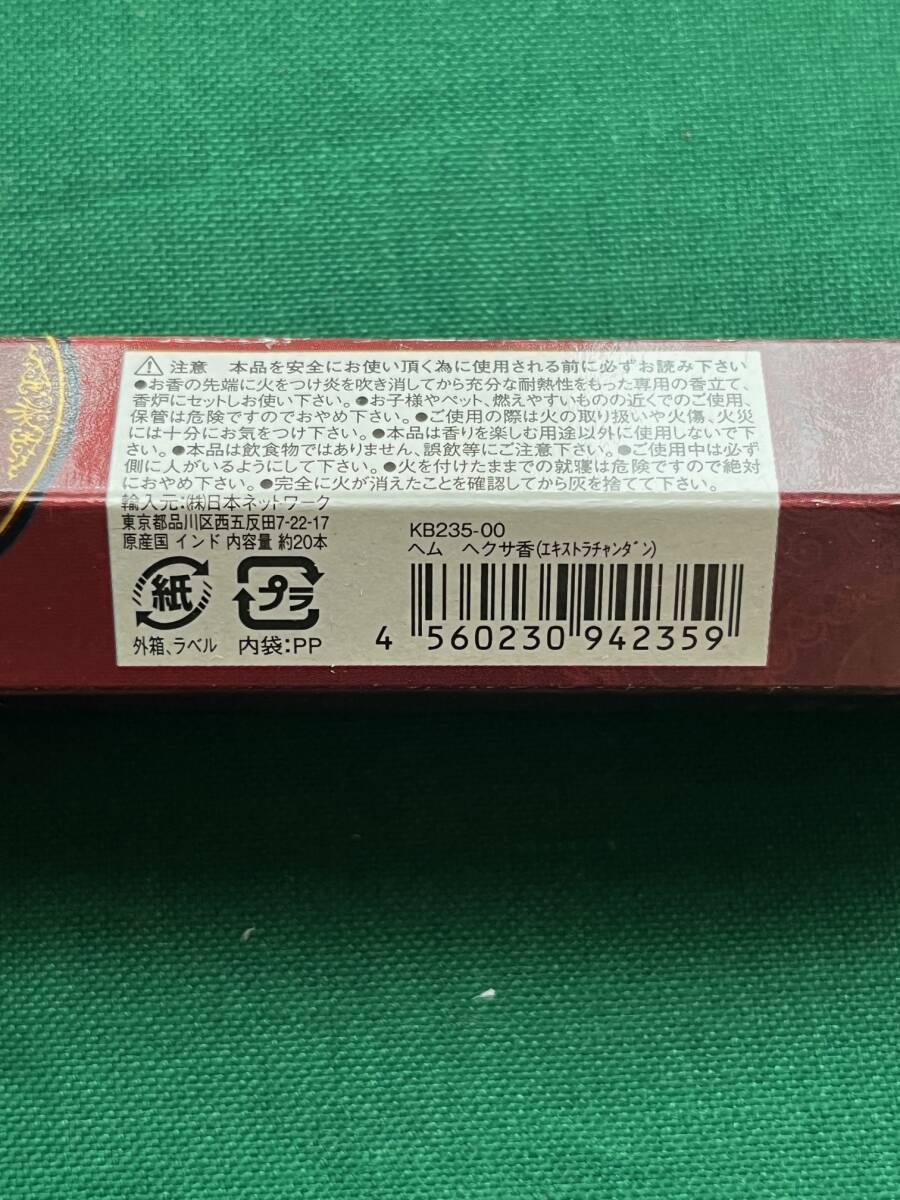 注意 本品を安全にお使い頂く為に使用される前に必ずお読み下さい
●お香の先端に火をつけ炎を吹き消してから充分な耐熱性をもった専用の香立て、
香炉にセットしお使い下さい。●お子様やペット、燃えやすいものの近くでのご使用、
保管は危険ですのでおやめ下さい。●ご使用の際は火の取り扱いや火傷、火災
には十分にお気をつけ下さい。●本品は香りを楽しむ用途以外に使用しないで下
さい。●本品は飲食物ではありません、誤飲等にご注意下さい。●ご使用中は必ず
側に人がいるようにして下さい。●火を付けたままでの就寝は危険ですので絶対
におやめ下さい。●完全に火が消えたことを確認してから灰を捨てて下さい。
輸入元:㈱日本ネットワーク
東京都品川区西五反田7-22-17
原産国 インド 内容量 約20本
紙
外箱、ラベル
プラ
内袋:PP
KB235-00
ヘム ヘクサ香(エキストラチャンダン)
4 560230 942359